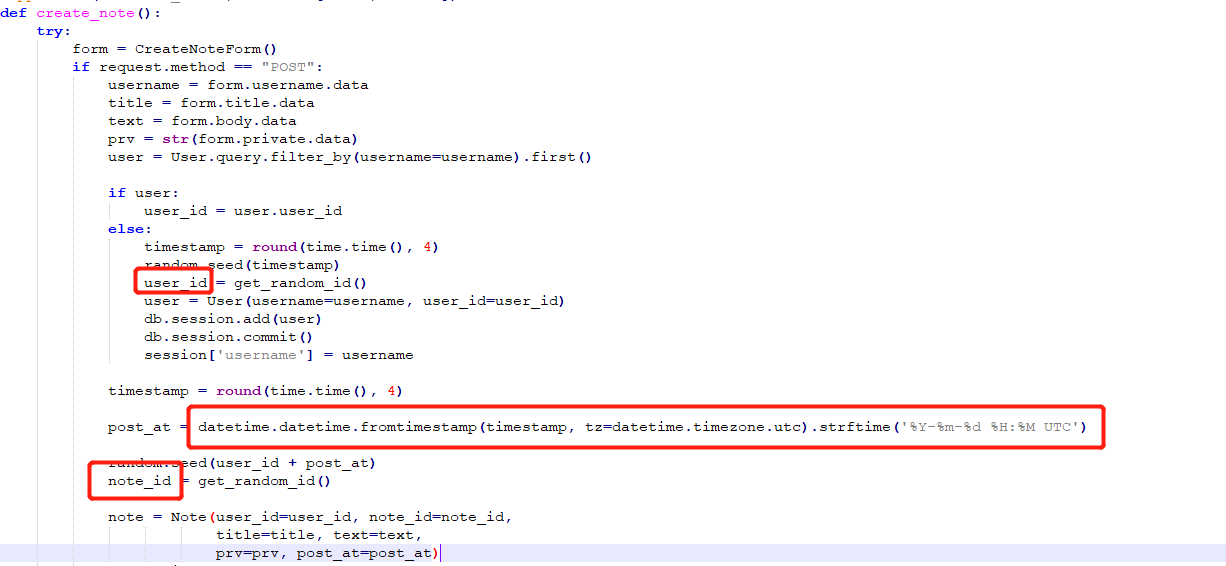 def create_note():
    try:
        form = CreateNoteForm()
        if request.method == "POST":
            username = form.username.data
            title = form.title.data
            text = form.body.data
            prv = str(form.private.data)
            user = User.query.filter_by(username=username).first()
            if user:
                user_id = user.user_id
            else:
                timestamp = round(time.time(), 4)
                random.seed(timestamp)
                user_id = get_random_id()
                user = User(username=username, user_id=user_id)
                db.session.add(user)
                db.session.commit()
                session['username'] = username
            timestamp = round(time.time(), 4)
            post_at = datetime.datetime.fromtimestamp(timestamp, tz=datetime.timezone.utc).strftime('%Y-%m-%d %H:%M UTC')
            random.seed(user_id + post_at)
            note_id = get_random_id()
            note = Note(user_id=user_id, note_id=note_id,
                        title=title, text=text,
                        prv=prv, post_at=post_at)